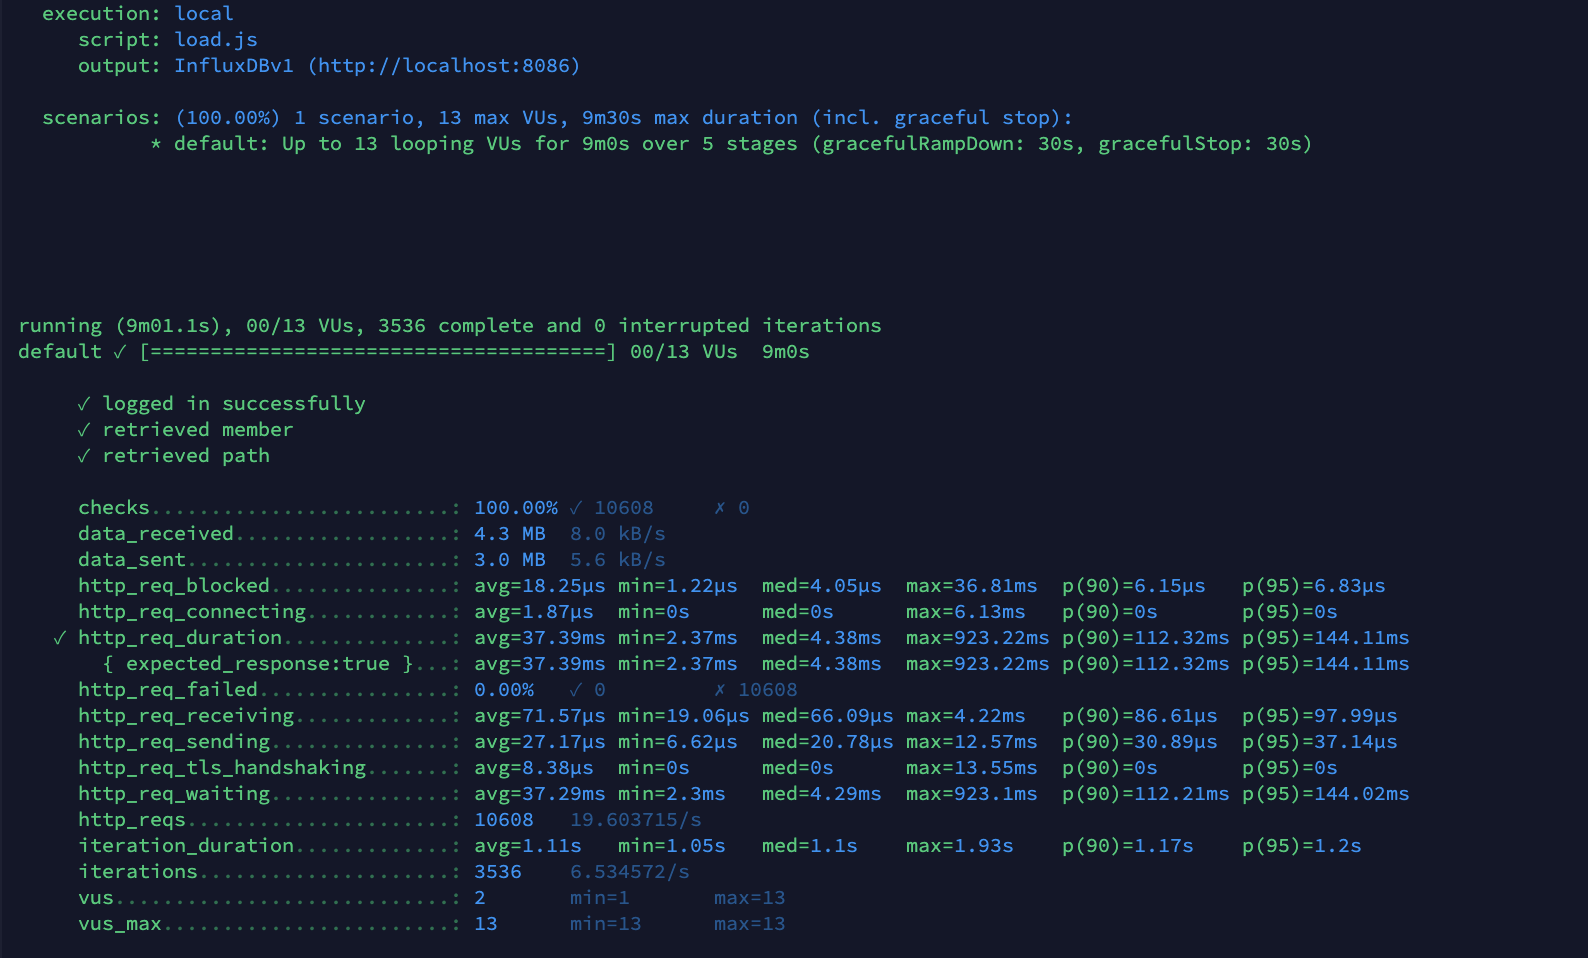 execution: local
script: load.js
output: InfluxDBv1 (http://localhost:8086)
scenarios: (100.00%) 1 scenario, 13 max VUs, 9m30s max duration (incl. graceful stop):
* default: Up to 13 looping VUs for 9m0s over 5 stages (gracefulRampDown: 30s, gracefulStop: 30s)
running (9m01.1s), 00/13 VUs, 3536 complete and 0 interrupted iterations
default ✓ [======================================] 00/13 VUs  9m0s
✓ logged in successfully
✓ retrieved member
✓ retrieved path
checks.........................: 100.00% ✓ 10608     ✗ 0
data_received..................: 4.3 MB  8.0 kB/s
data_sent......................: 3.0 MB  5.6 kB/s
http_req_blocked...............: avg=18.25µs min=1.22µs  med=4.05µs  max=36.81ms  p(90)=6.15µs   p(95)=6.83µs
http_req_connecting............: avg=1.87µs  min=0s      med=0s      max=6.13ms   p(90)=0s       p(95)=0s
✓ http_req_duration..............: avg=37.39ms min=2.37ms  med=4.38ms  max=923.22ms p(90)=112.32ms p(95)=144.11ms
{ expected_response:true }...: avg=37.39ms min=2.37ms  med=4.38ms  max=923.22ms p(90)=112.32ms p(95)=144.11ms
http_req_failed................: 0.00%   ✓ 0         ✗ 10608
http_req_receiving.............: avg=71.57µs min=19.06µs med=66.09µs max=4.22ms   p(90)=86.61µs  p(95)=97.99µs
http_req_sending...............: avg=27.17µs min=6.62µs  med=20.78µs max=12.57ms  p(90)=30.89µs  p(95)=37.14µs
http_req_tls_handshaking.......: avg=8.38µs  min=0s      med=0s      max=13.55ms  p(90)=0s       p(95)=0s
http_req_waiting...............: avg=37.29ms min=2.3ms   med=4.29ms  max=923.1ms  p(90)=112.21ms p(95)=144.02ms
http_reqs......................: 10608   19.603715/s
iteration_duration.............: avg=1.11s   min=1.05s   med=1.1s    max=1.93s    p(90)=1.17s    p(95)=1.2s
iterations.....................: 3536    6.534572/s
vus............................: 2       min=1       max=13
vus_max........................: 13      min=13      max=13